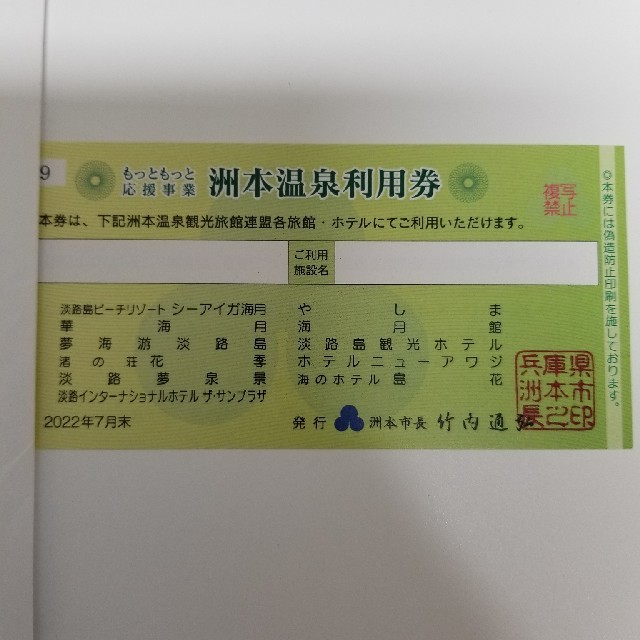 9
もっともっと
応援事業
洲本温泉利用券
複写
禁止
本券は、下記洲本温泉観光旅館連盟各旅館・ホテルにてご利用いただけます。
ご利用
施設名
淡路島ビーチリゾート シーアイガ海月
やしま
華海月
海月館
夢海游淡路島
淡路島観光ホテル
渚の荘花季
ホテルニューアワジ
淡路夢泉景
海のホテル島花
淡路インターナショナルホテル ザ・サンプラザ
2022年7月末
発行 洲本市長 竹内通弘
兵庫県
洲本市
長之印
◎本券には偽造防止印刷を施しております。